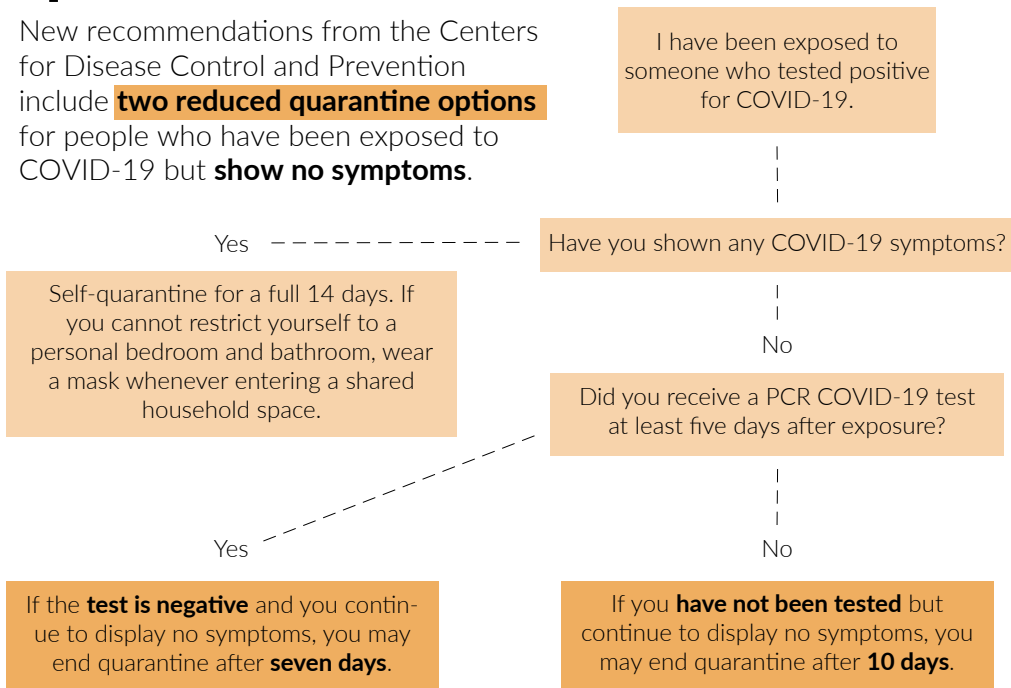 New recommendations from the Centers
for Disease Control and Prevention
include two reduced quarantine options
for people who have been exposed to
COVID-19 but show no symptoms.
I have been exposed to
someone who tested positive
for COVID-19.
Have you shown any COVID-19 symptoms?
Yes
Self-quarantine for a full 14 days. If
you cannot restrict yourself to a
personal bedroom and bathroom, wear
a mask whenever entering a shared
household space.
No
Did you receive a PCR COVID-19 test
at least five days after exposure?
Yes
If the test is negative and you contin-
ue to display no symptoms, you may
end quarantine after seven days.
No
If you have not been tested but
continue to display no symptoms, you
may end quarantine after 10 days.